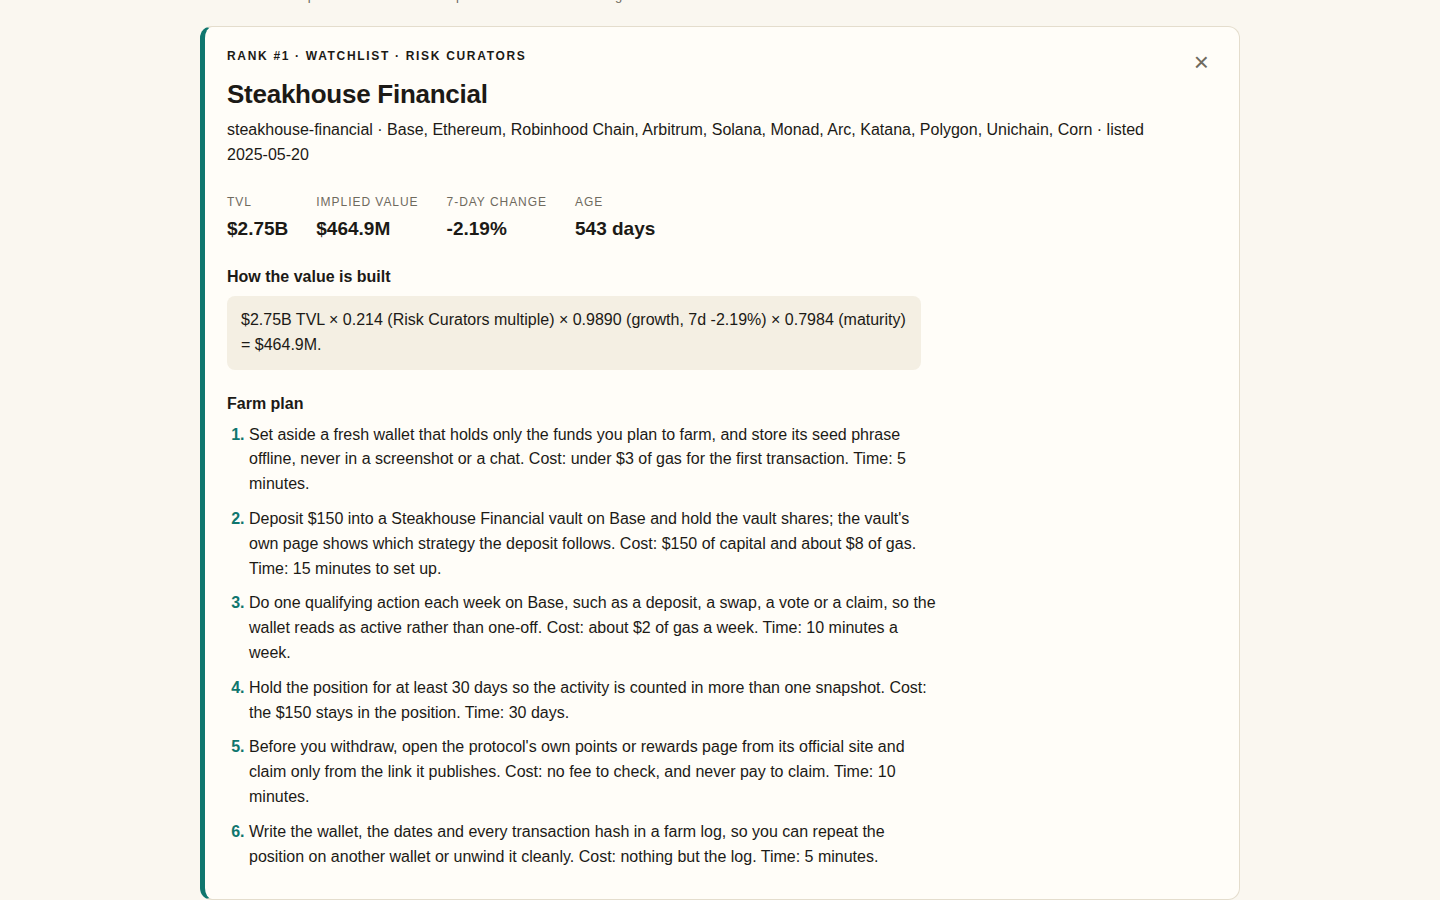 RANK #1 · WATCHLIST · RISK CURATORS
✕
Steakhouse Financial
steakhouse-financial · Base, Ethereum, Robinhood Chain, Arbitrum, Solana, Monad, Arc, Katana, Polygon, Unichain, Corn · listed
2025-05-20
TVL IMPLIED VALUE 7-DAY CHANGE AGE
$2.75B $464.9M -2.19% 543 days
How the value is built
$2.75B TVL × 0.214 (Risk Curators multiple) × 0.9890 (growth, 7d -2.19%) × 0.7984 (maturity)
= $464.9M.
Farm plan
1. Set aside a fresh wallet that holds only the funds you plan to farm, and store its seed phrase
offline, never in a screenshot or a chat. Cost: under $3 of gas for the first transaction. Time: 5
minutes.
2. Deposit $150 into a Steakhouse Financial vault on Base and hold the vault shares; the vault's
own page shows which strategy the deposit follows. Cost: $150 of capital and about $8 of gas.
Time: 15 minutes to set up.
3. Do one qualifying action each week on Base, such as a deposit, a swap, a vote or a claim, so the
wallet reads as active rather than one-off. Cost: about $2 of gas a week. Time: 10 minutes a
week.
4. Hold the position for at least 30 days so the activity is counted in more than one snapshot. Cost:
the $150 stays in the position. Time: 30 days.
5. Before you withdraw, open the protocol's own points or rewards page from its official site and
claim only from the link it publishes. Cost: no fee to check, and never pay to claim. Time: 10
minutes.
6. Write the wallet, the dates and every transaction hash in a farm log, so you can repeat the
position on another wallet or unwind it cleanly. Cost: nothing but the log. Time: 5 minutes.